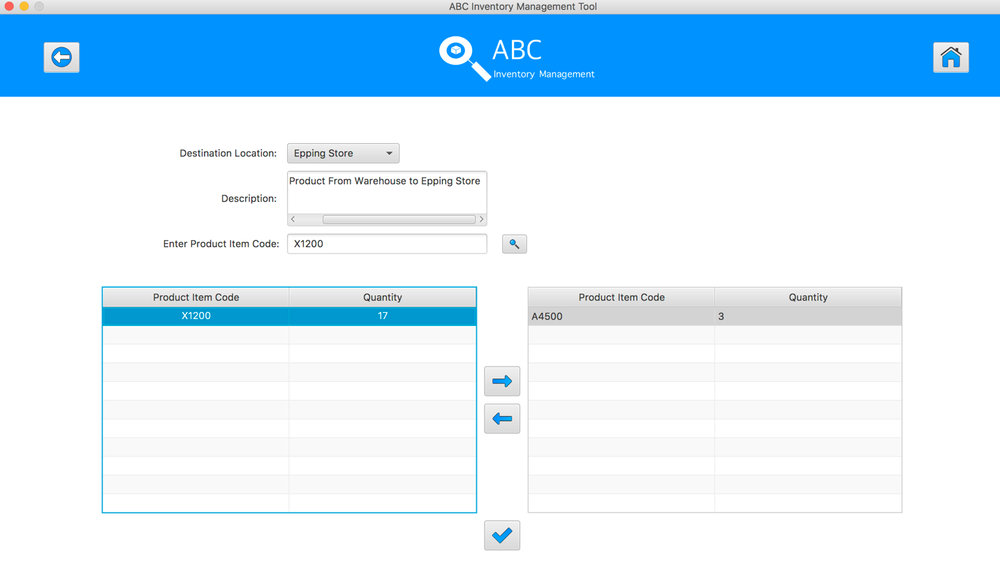 ABC Inventory Management Tool
ABC
Inventory Management
Destination Location: Epping Store
Description: Product From Warehouse to Epping Store
Enter Product Item Code: X1200
Product Item Code Quantity Product Item Code Quantity
X1200 17 A4500 3